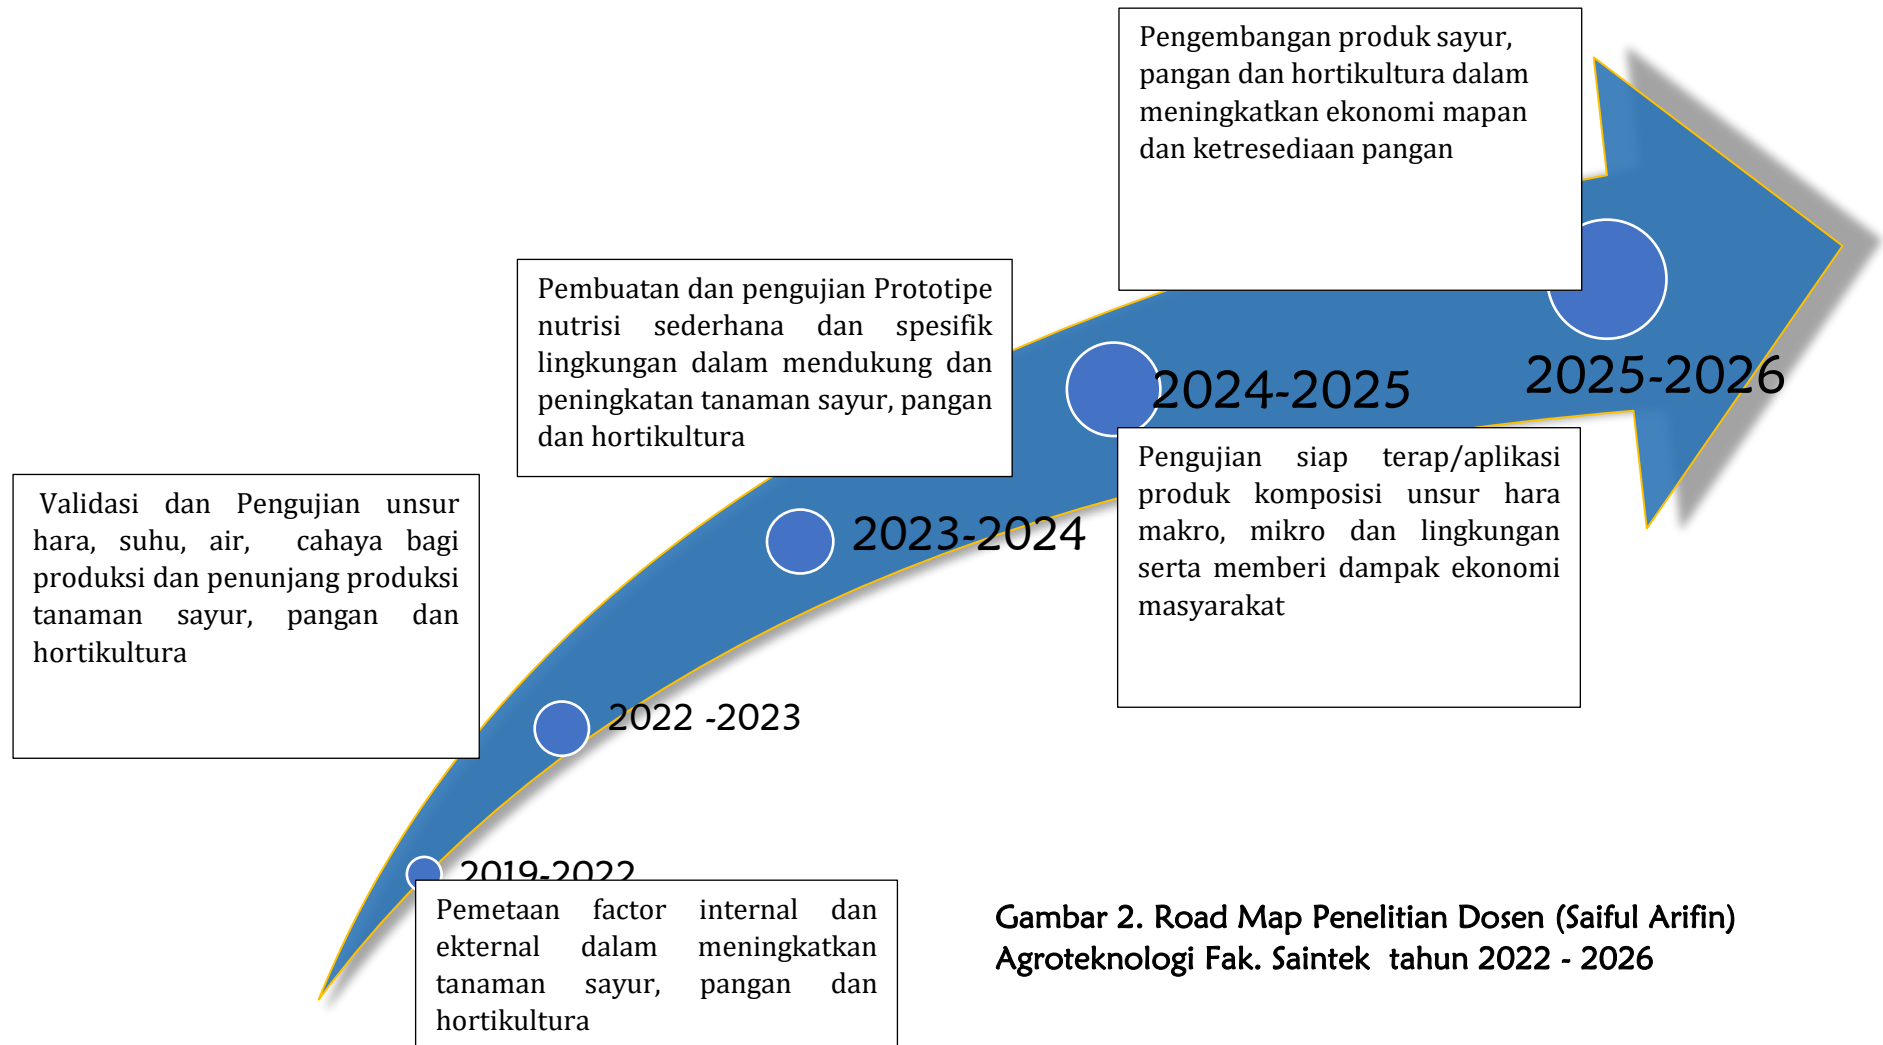 Pengembangan produk sayur,
pangan dan hortikultura dalam
meningkatkan ekonomi mapan
dan ketresediaan pangan
2025-2026
Pembuatan dan pengujian Prototipe
nutrisi sederhana dan spesifik
lingkungan dalam mendukung dan
peningkatan tanaman sayur, pangan
dan hortikultura
2024-2025
Pengujian siap terap/aplikasi
produk komposisi unsur hara
makro, mikro dan lingkungan
serta memberi dampak ekonomi
masyarakat
Validasi dan Pengujian unsur
hara, suhu, air, cahaya bagi
produksi dan penunjang produksi
tanaman sayur, pangan dan
hortikultura
2023-2024
2022 -2023
2019-2022
Pemetaan factor internal dan
ekternal dalam meningkatkan
tanaman sayur, pangan dan
hortikultura
Gambar 2. Road Map Penelitian Dosen (Saiful Arifin)
Agroteknologi Fak. Saintek tahun 2022 - 2026